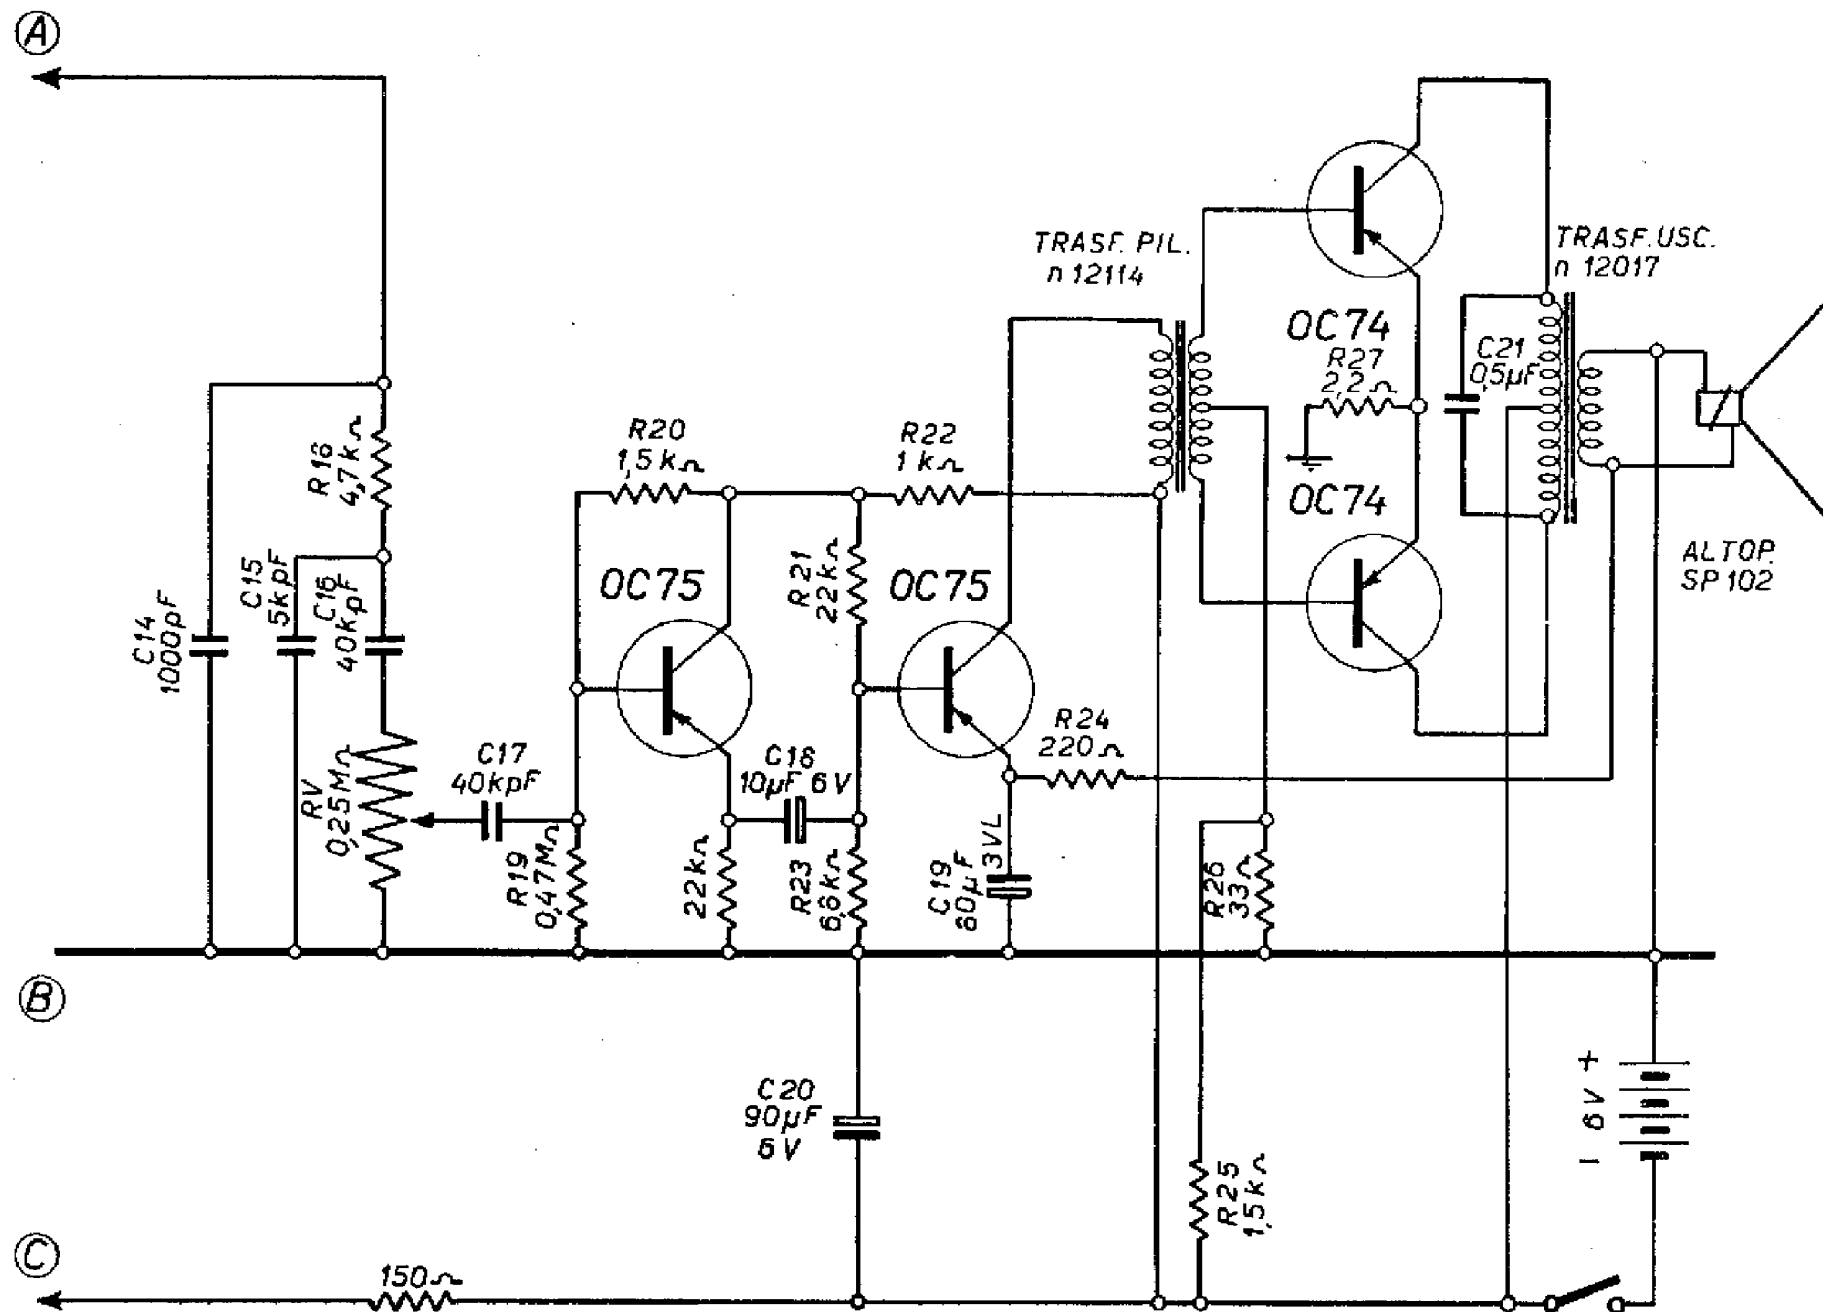 A
TRASF. PIL.
n 12114
TRASF. USC.
n 12017
OC74
R27
2,2 Ω
C21
0,5µF
R16
4,7 kΩ
R20
1,5 kΩ
R22
1 kΩ
OC74
C15
5kpF
C16
40kpF
OC75
R21
22kΩ
OC75
ALTOP.
SP 102
C14
1000pF
RV
0,25MΩ
C17
40kpF
C18
10µF 6V
R24
220 Ω
R19
0,47MΩ
22kΩ
R23
6,8kΩ
C19
80µF
3VL
R26
33Ω
B
C20
90µF
6V
R25
1,5kΩ
- 6V +
C
150Ω